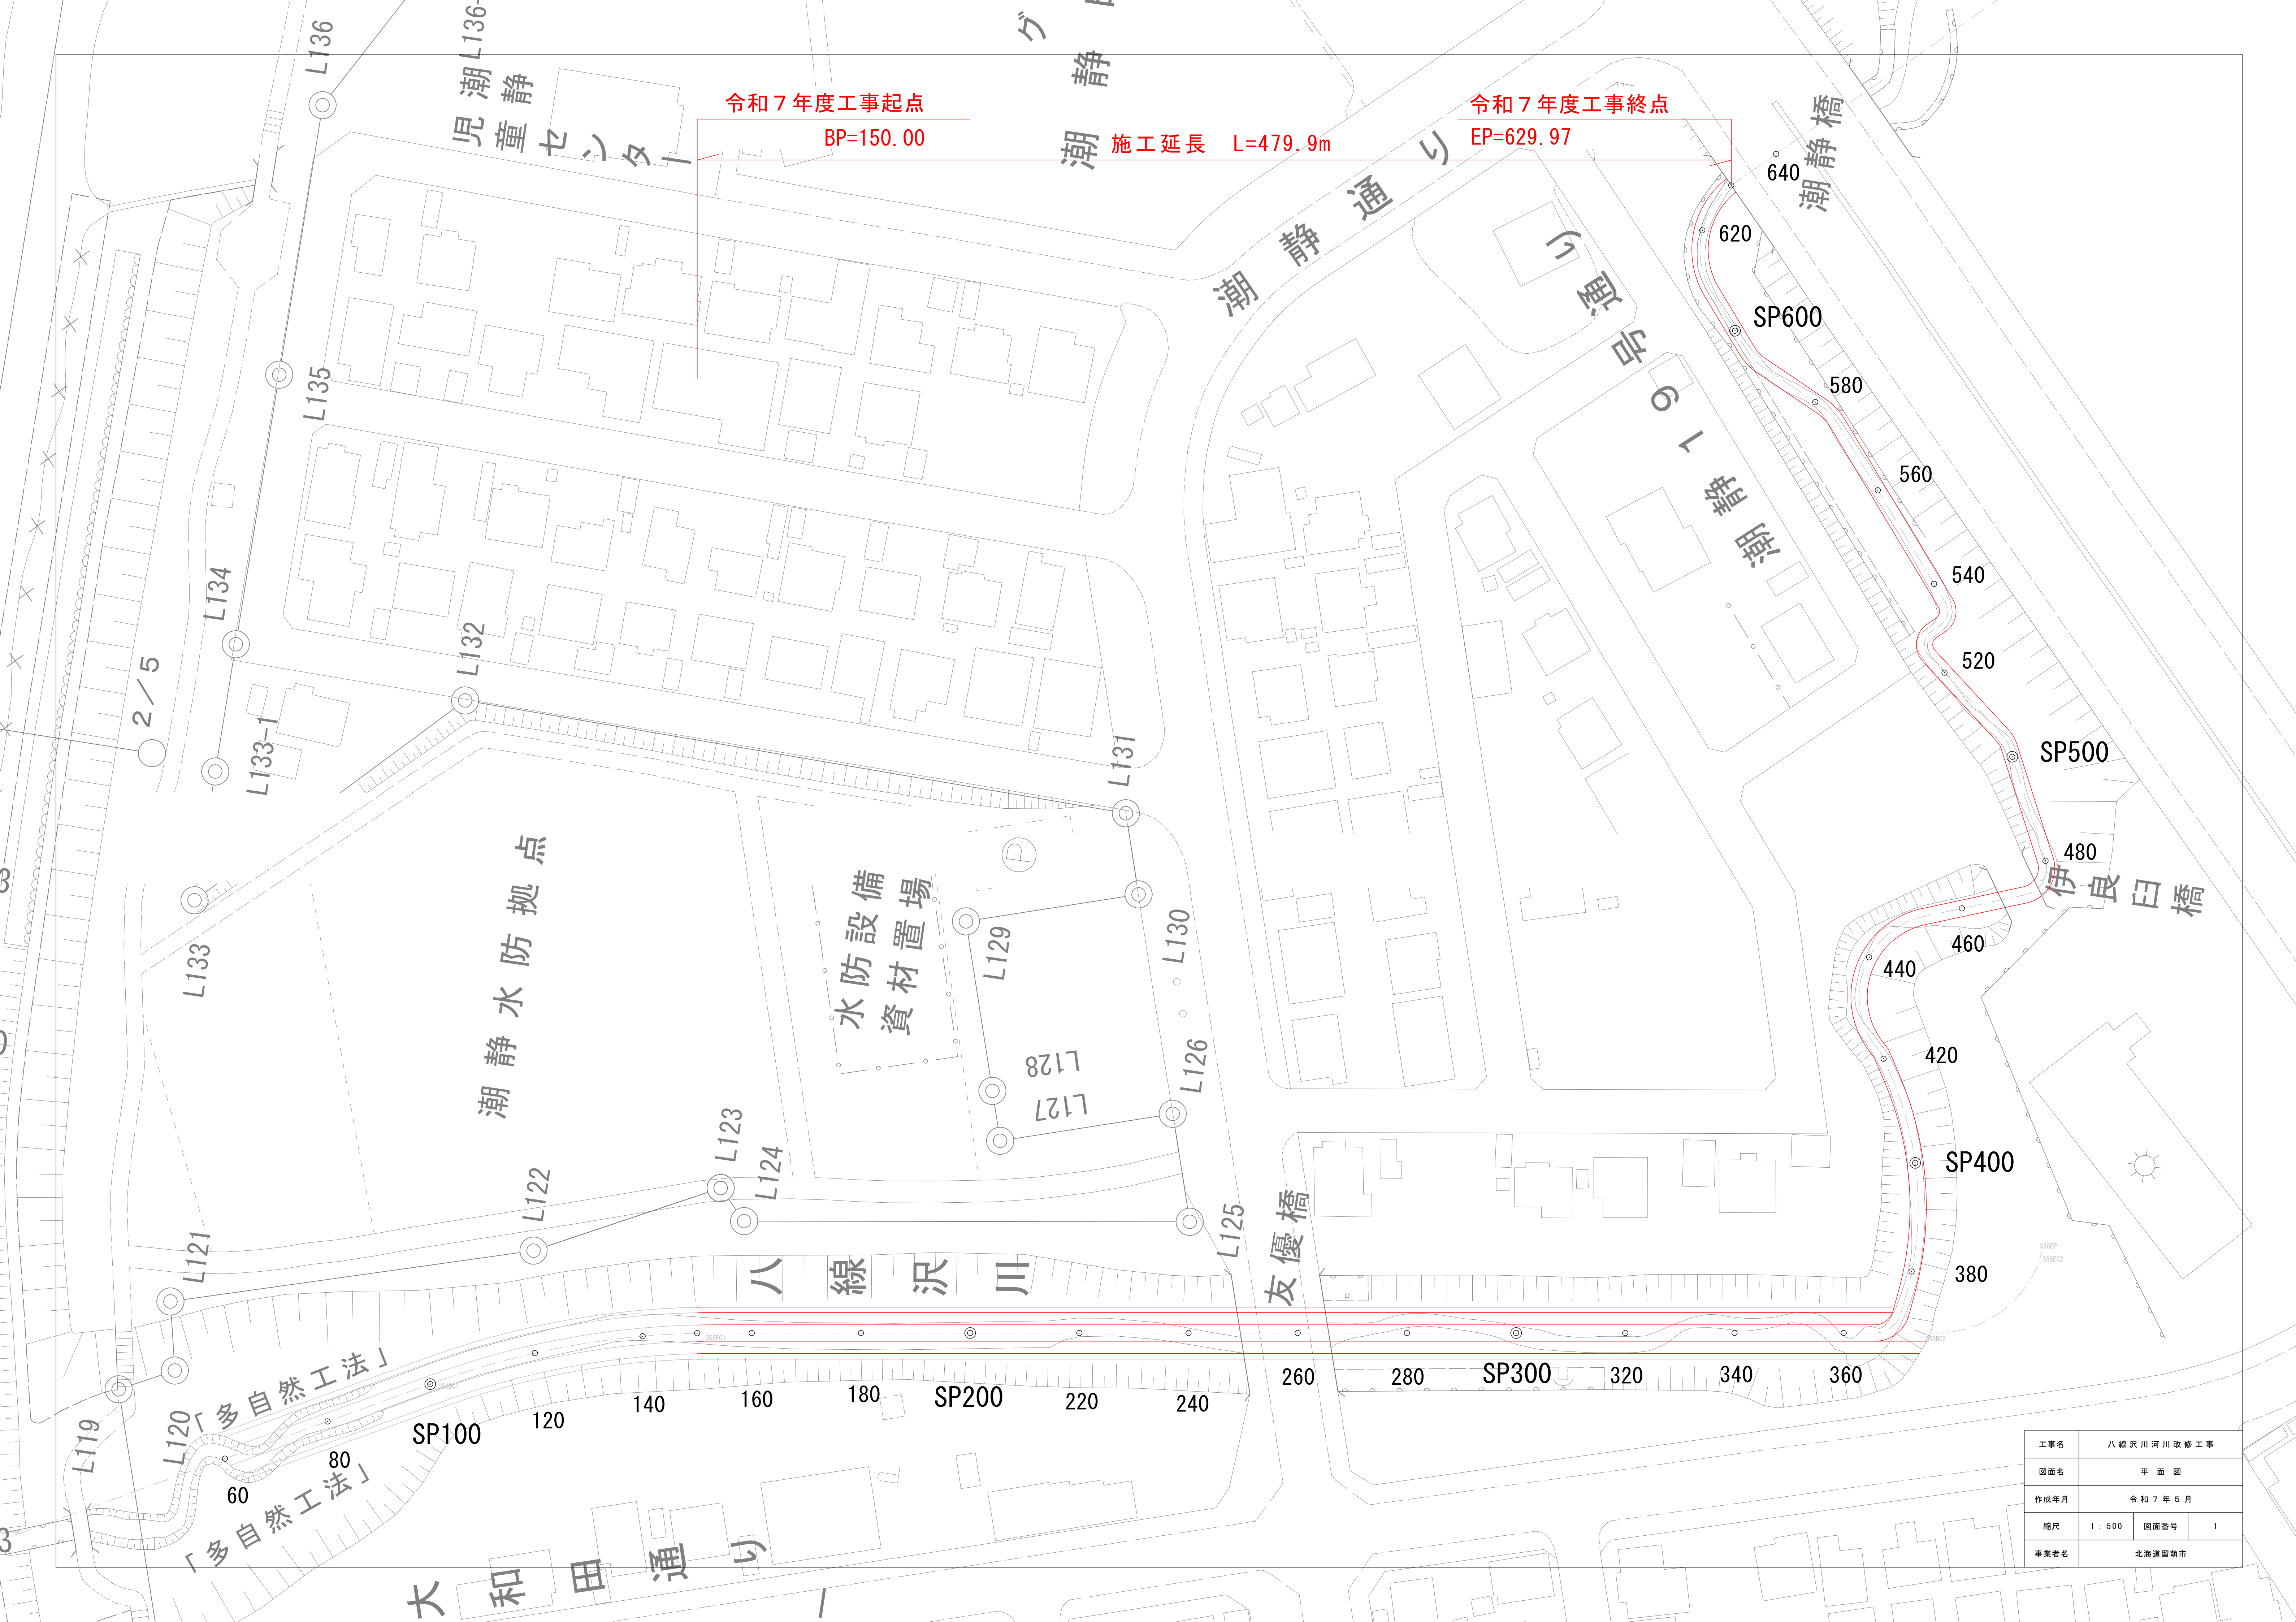 令和７年度工事起点
BP=150.00
施工延長 L=479.9m
令和７年度工事終点
EP=629.97
L136
児童センター
潮静
潮静通り
潮静１９号通り
潮静橋
640
620
SP600
580
560
540
520
SP500
480
460
440
420
SP400
380
360
340
320
SP300
280
260
240
220
SP200
180
160
140
120
SP100
80
60
伊良臼橋
友優橋
八線沢川
潮静水防拠点
水防設備
資材置場
P
L135
L134
L133-1
L133
L132
L131
L130
L129
L128
L127
L126
L125
L124
L123
L122
L121
L120
L119
2/5
「多自然工法」
「多自然工法」
大和田通り
工事名 八線沢川河川改修工事
図面名 平面図
作成年月 令和７年５月
縮尺 1：500 図面番号 1
事業者名 北海道留萌市